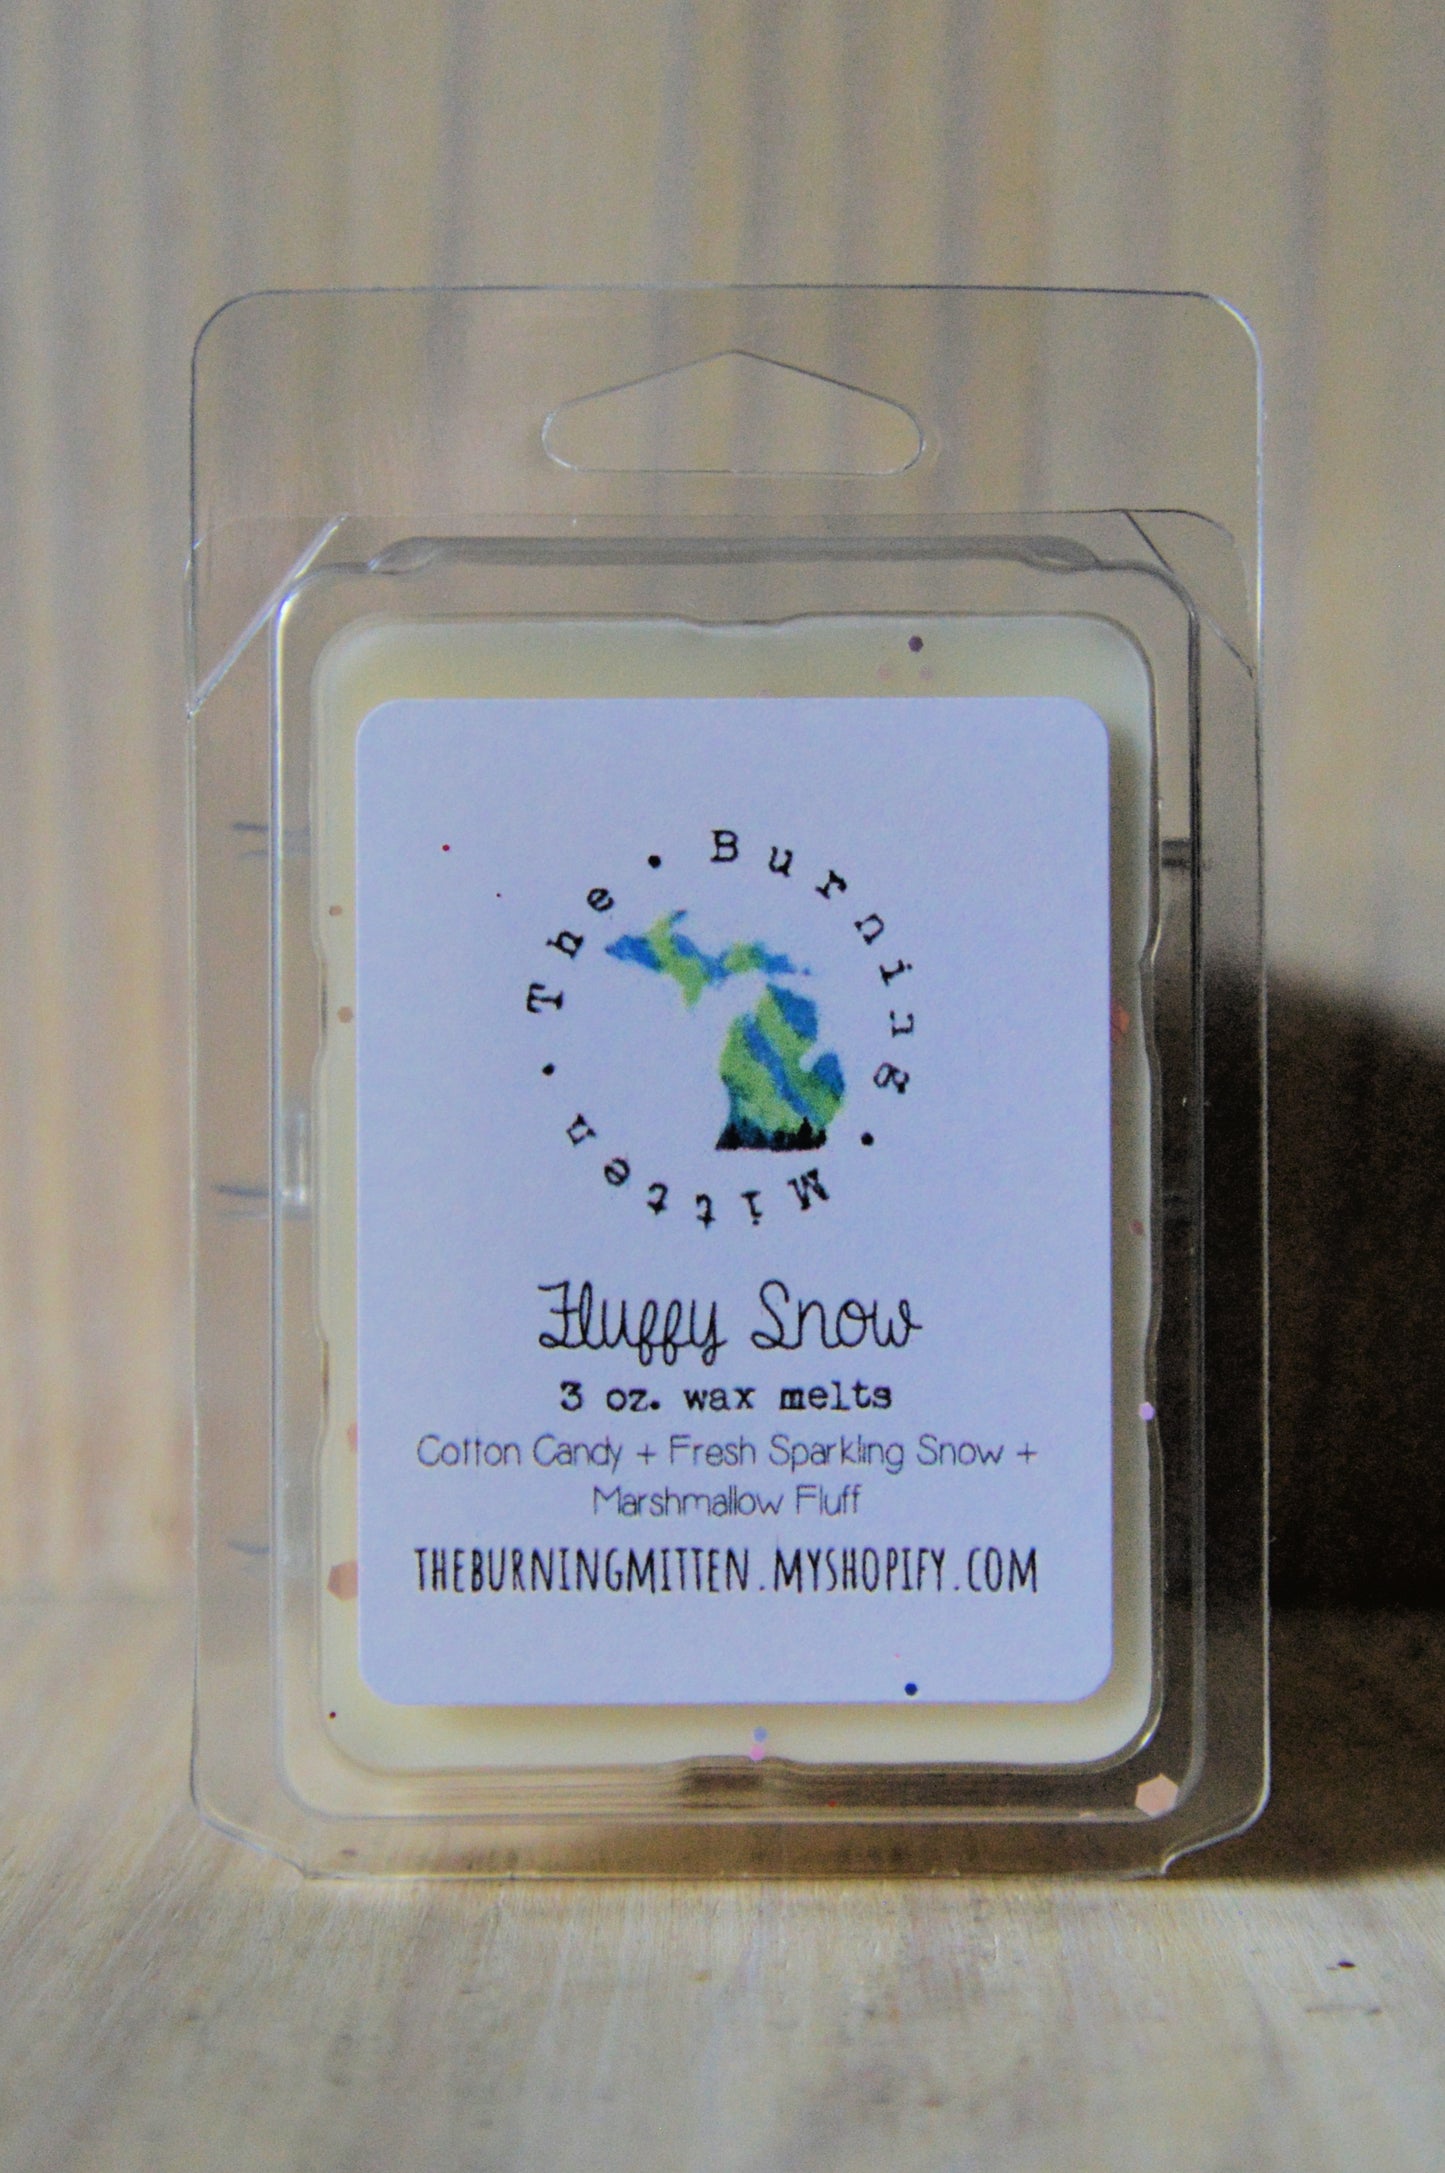 • The • Burning • Mitten
Fluffy Snow
3 oz. wax melts
Cotton Candy + Fresh Sparkling Snow +
Marshmallow Fluff
THEBURNINGMITTEN.MYSHOPIFY.COM